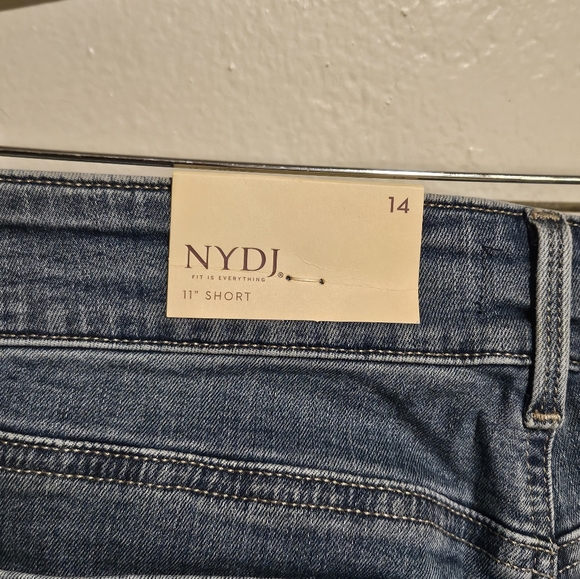 14
NYDJ®
FIT IS EVERYTHING
11" SHORT